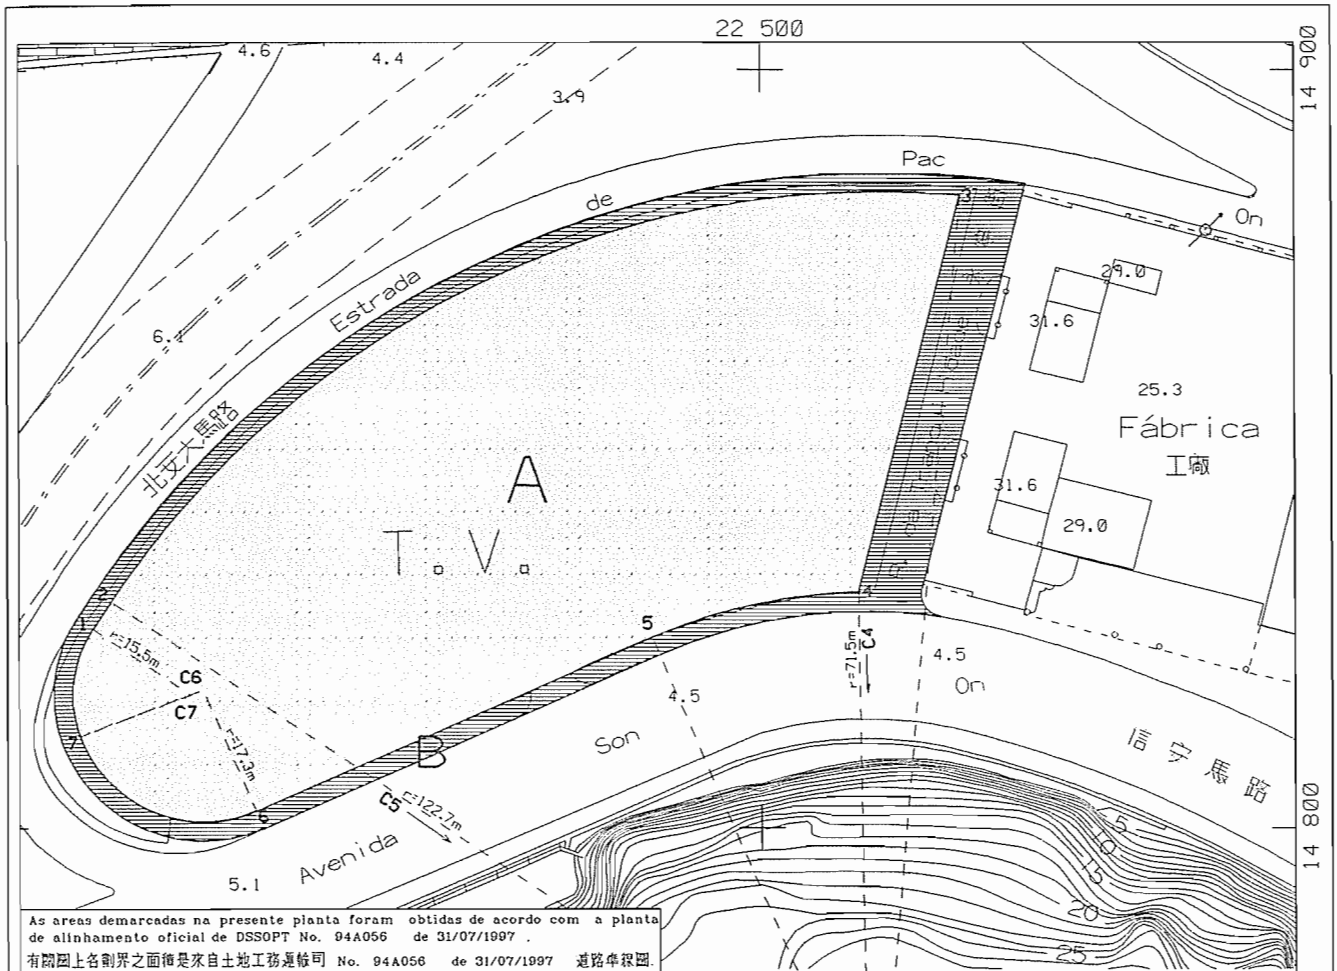 22 500
14 900
4.6
4.4
3.9
Pac
de
On
3
Estrada
29.0
6.1
31.6
25.3
Fábrica
工廠
北安大馬路
A
31.6
T.V.
29.0
2
1
4
5
r=15.5m
r=71.5m
C4
4.5
C6
C7
4.5
On
7
r=17.3m
B
Son
信安馬路
C5
r=122.7m
6
Avenida
5
10
15
14 800
5.1
20
25
As areas demarcadas na presente planta foram obtidas de acordo com a planta
de alinhamento oficial de DSSOPT No. 94A056 de 31/07/1997 .
有關圖上各劃界之面積是來自土地工務運輸司 No. 94A056 de 31/07/1997 道路準線圖.